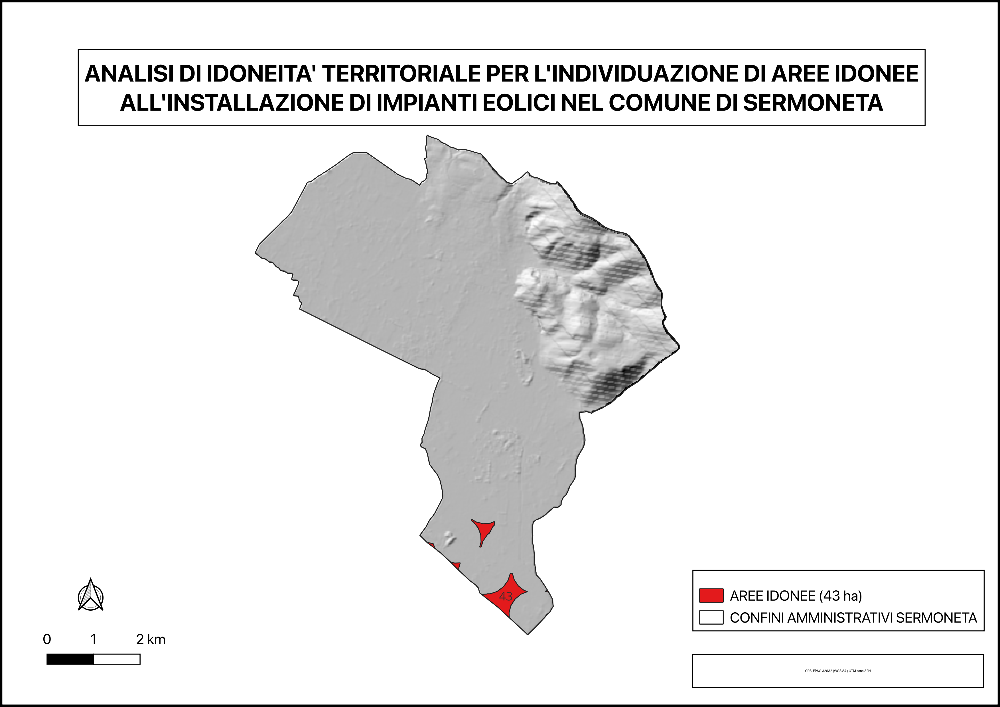 ANALISI DI IDONEITA' TERRITORIALE PER L'INDIVIDUAZIONE DI AREE IDONEE
ALL'INSTALLAZIONE DI IMPIANTI EOLICI NEL COMUNE DI SERMONETA
43
AREE IDONEE (43 ha)
CONFINI AMMINISTRATIVI SERMONETA
0 1 2 km
CRS: EPSG 32632 (WGS 84 / UTM zone 32N